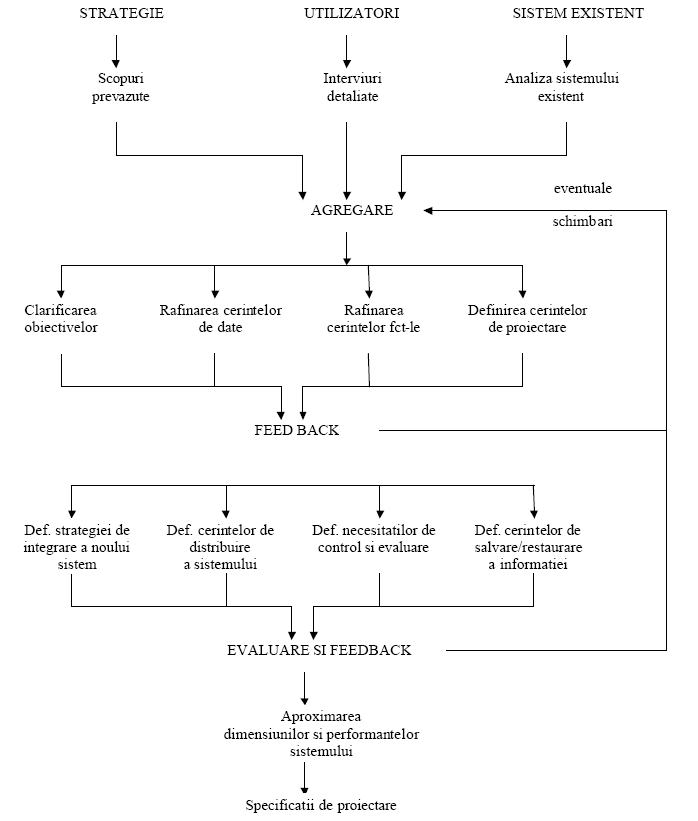 STRATEGIE
UTILIZATORI
SISTEM EXISTENT
Scopuri
prevazute
Interviuri
detaliate
Analiza sistemului
existent
eventuale
AGREGARE
schimbari
Clarificarea
obiectivelor
Rafinarea cerintelor
de date
Rafinarea
cerintelor fct-le
Definirea cerintelor
de proiectare
FEED BACK
Def. strategiei de
integrare a noului
sistem
Def. cerintelor de
distribuire
a sistemului
Def. necesitatilor de
control si evaluare
Def. cerintelor de
salvare/restaurare
a informatiei
EVALUARE SI FEEDBACK
Aproximarea
dimensiunilor si performantelor
sistemului
Specificatii de proiectare